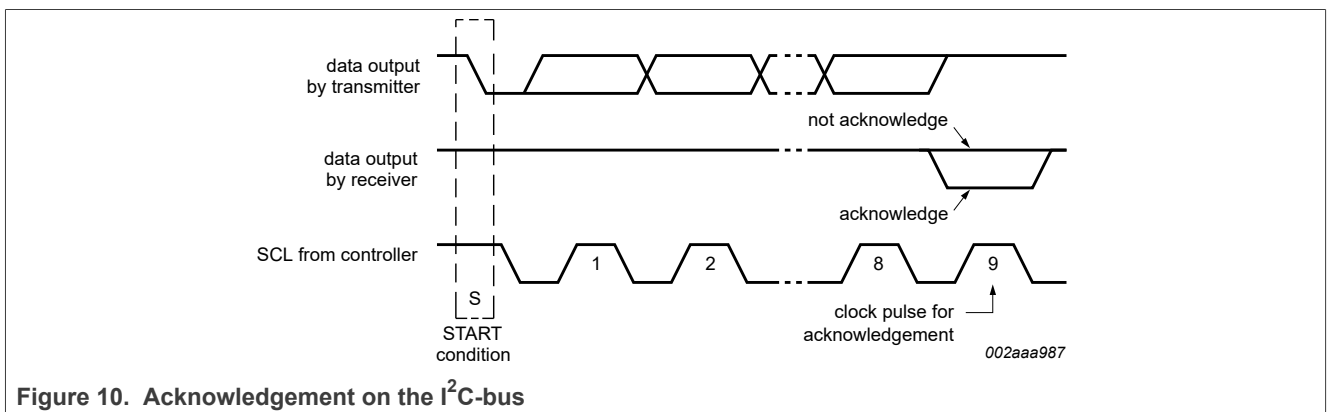 data output
by transmitter
not acknowledge
data output
by receiver
acknowledge
SCL from controller
1
2
8
9
S
START
condition
clock pulse for
acknowledgement
002aaa987
Figure 10. Acknowledgement on the I²C-bus